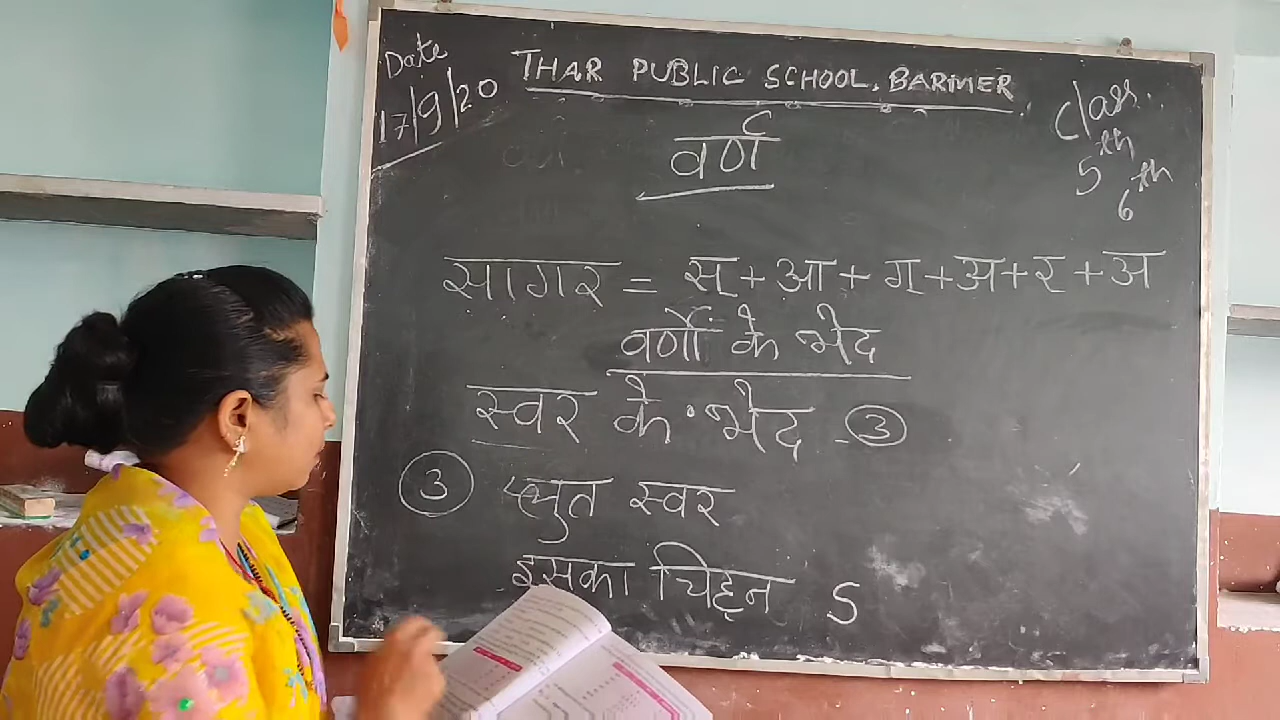 Date
17/9/20
THAR PUBLIC SCHOOL. BARMER
Class.
5th
6th
वर्ण
सागर = स् + आ + ग् + अ + र + अ
वर्णों के भेद
स्वर के भेद - ③
③ प्लुत स्वर
इसका चिह्न S